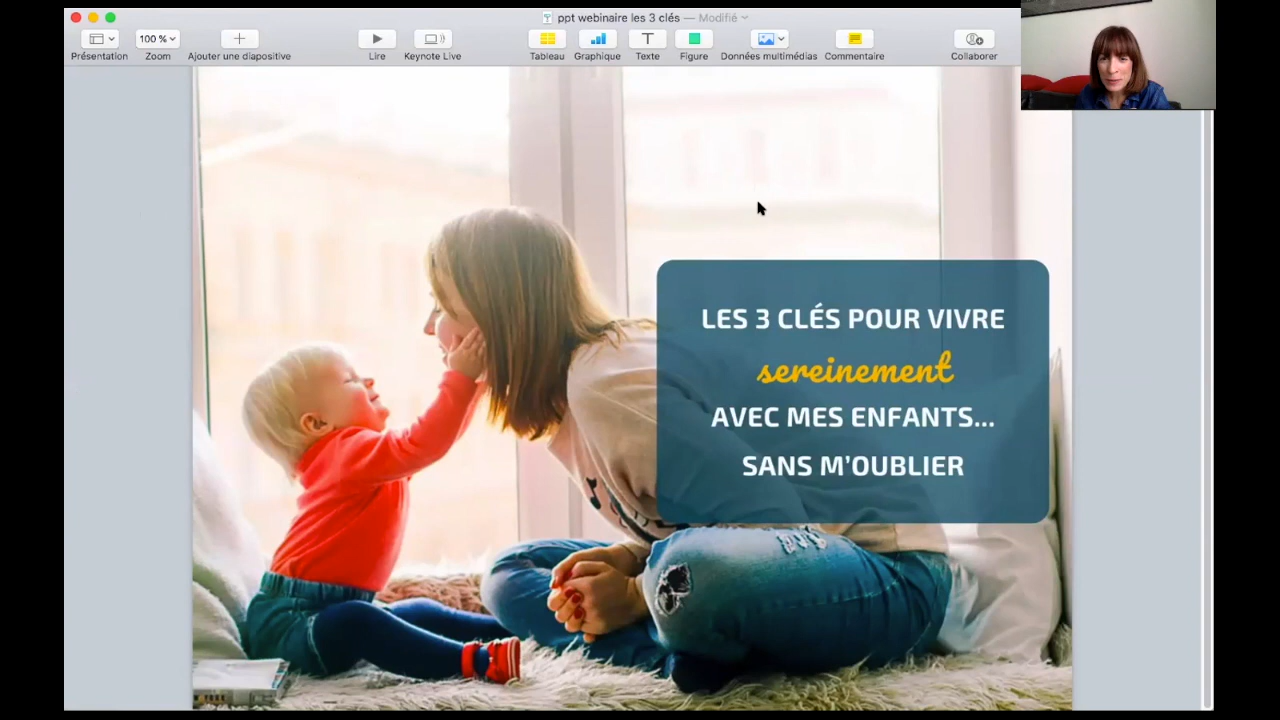 ppt webinaire les 3 clés — Modifié
100 %
Présentation
Zoom
Ajouter une diapositive
Lire
Keynote Live
Tableau
Graphique
Texte
Figure
Données multimédias
Commentaire
Collaborer
LES 3 CLÉS POUR VIVRE
sereinement
AVEC MES ENFANTS...
SANS M'OUBLIER